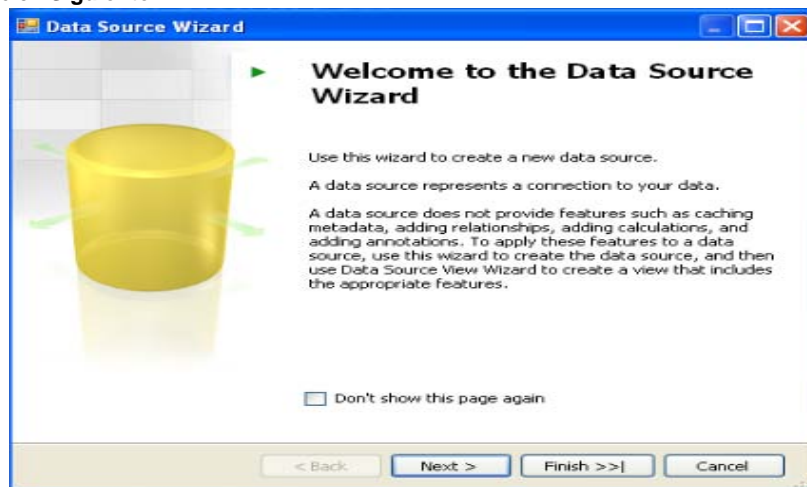 Data Source Wizard
Welcome to the Data Source
Wizard
Use this wizard to create a new data source.
A data source represents a connection to your data.
A data source does not provide features such as caching
metadata, adding relationships, adding calculations, and
adding annotations. To apply these features to a data
source, use this wizard to create the data source, and then
use Data Source View Wizard to create a view that includes
the appropriate features.
Don't show this page again
< Back Next > Finish >>| Cancel